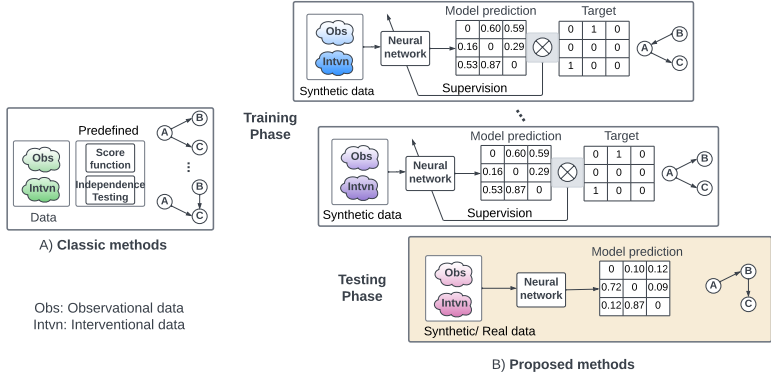 Model prediction
Target
Obs
Intvn
Synthetic data
Neural
network
0 0.60 0.59
0.16 0 0.29
0.53 0.87 0
0 1 0
0 0 0
1 0 0
B
A
C
Supervision
Training
Phase
Model prediction
Target
Obs
Intvn
Synthetic data
Neural
network
0 0.60 0.59
0.16 0 0.29
0.53 0.87 0
0 1 0
0 0 0
1 0 0
B
A
C
Supervision
Predefined
Obs
Intvn
Data
Score
function
Independence
Testing
B
A
C
B
A
C
A) Classic methods
Obs: Observational data
Intvn: Interventional data
Testing
Phase
Model prediction
Obs
Intvn
Synthetic/ Real data
Neural
network
0 0.10 0.12
0.72 0 0.09
0.12 0.87 0
A
B
C
B) Proposed methods